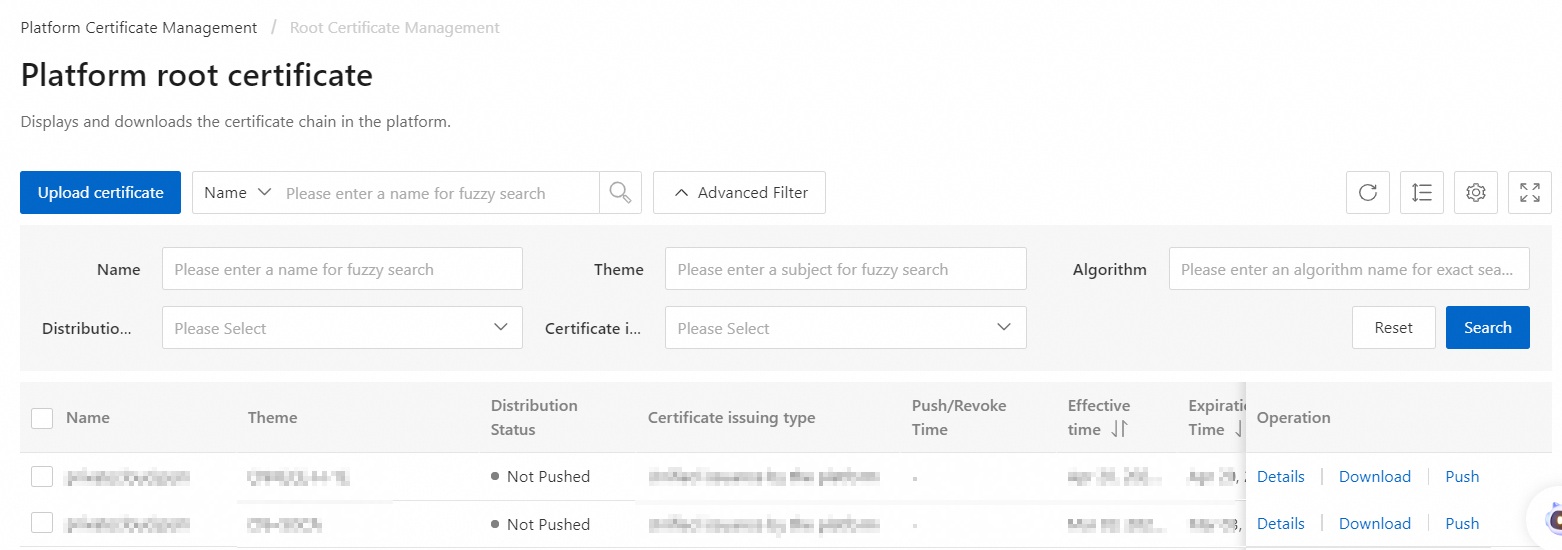 Platform Certificate Management / Root Certificate Management
Platform root certificate
Displays and downloads the certificate chain in the platform.
Upload certificate Name Please enter a name for fuzzy search Advanced Filter
Name Please enter a name for fuzzy search Theme Please enter a subject for fuzzy search Algorithm Please enter an algorithm name for exact sea...
Distributio... Please Select Certificate i... Please Select Reset Search
Name Theme Distribution Status Certificate issuing type Push/Revoke Time Effective time Expirati Time Operation
Not Pushed - Details Download Push
Not Pushed - Details Download Push